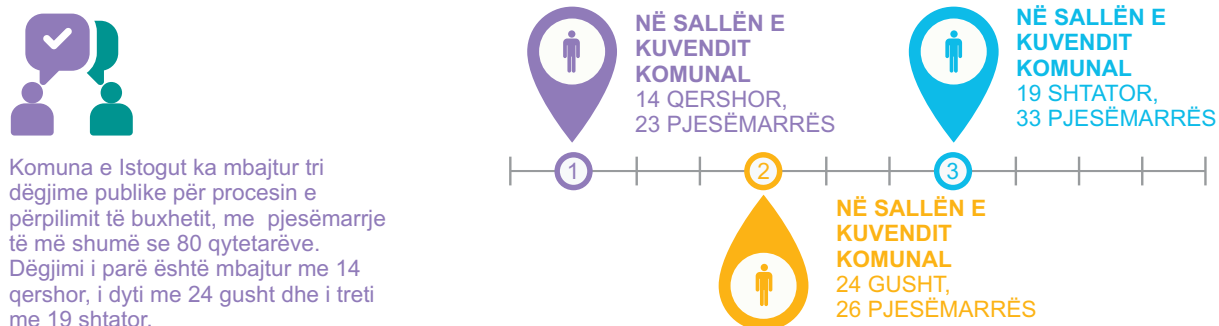 Komuna e Istogut ka mbajtur tri
dëgjime publike për procesin e
përpilimit të buxhetit, me pjesëmarrje
të më shumë se 80 qytetarëve.
Dëgjimi i parë është mbajtur me 14
qershor, i dyti me 24 gusht dhe i treti
me 19 shtator.
NË SALLËN E
KUVENDIT
KOMUNAL
14 QERSHOR,
23 PJESËMARRËS
NË SALLËN E
KUVENDIT
KOMUNAL
19 SHTATOR,
33 PJESËMARRËS
1
2
3
NË SALLËN E
KUVENDIT
KOMUNAL
24 GUSHT,
26 PJESËMARRËS